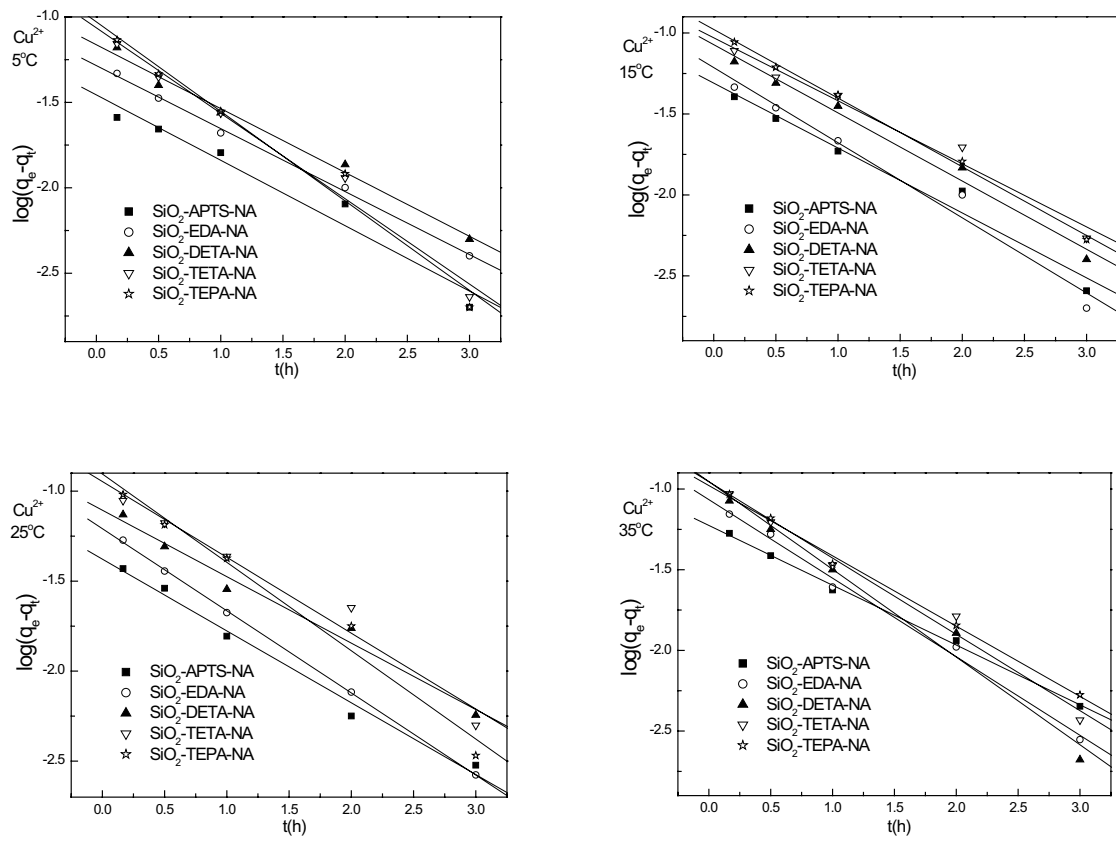 Cu2+
5oC
-1.0
-1.5
-2.0
-2.5
log(qe-qt)
SiO2-APTS-NA
SiO2-EDA-NA
SiO2-DETA-NA
SiO2-TETA-NA
SiO2-TEPA-NA
0.0 0.5 1.0 1.5 2.0 2.5 3.0
t(h)
Cu2+
15oC
-1.0
-1.5
-2.0
-2.5
log(qe-qt)
SiO2-APTS-NA
SiO2-EDA-NA
SiO2-DETA-NA
SiO2-TETA-NA
SiO2-TEPA-NA
0.0 0.5 1.0 1.5 2.0 2.5 3.0
t(h)
Cu2+
25oC
-1.0
-1.5
-2.0
-2.5
log(qe-qt)
SiO2-APTS-NA
SiO2-EDA-NA
SiO2-DETA-NA
SiO2-TETA-NA
SiO2-TEPA-NA
0.0 0.5 1.0 1.5 2.0 2.5 3.0
t(h)
Cu2+
35oC
-1.0
-1.5
-2.0
-2.5
log(qe-qt)
SiO2-APTS-NA
SiO2-EDA-NA
SiO2-DETA-NA
SiO2-TETA-NA
SiO2-TEPA-NA
0.0 0.5 1.0 1.5 2.0 2.5 3.0
t(h)